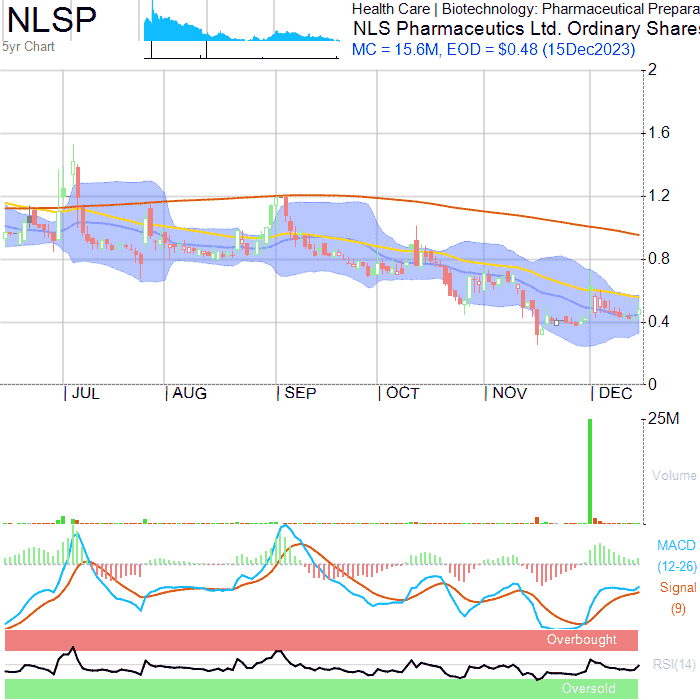 NLSP
5yr Chart
Health Care | Biotechnology: Pharmaceutical Prepara
NLS Pharmaceutics Ltd. Ordinary Shares
MC = 15.6M, EOD = $0.48 (15Dec2023)
2
1.6
1.2
0.8
0.4
0
JUL AUG SEP OCT NOV DEC
25M
Volume
MACD
(12-26)
Signal
(9)
Overbought
RSI(14)
Oversold